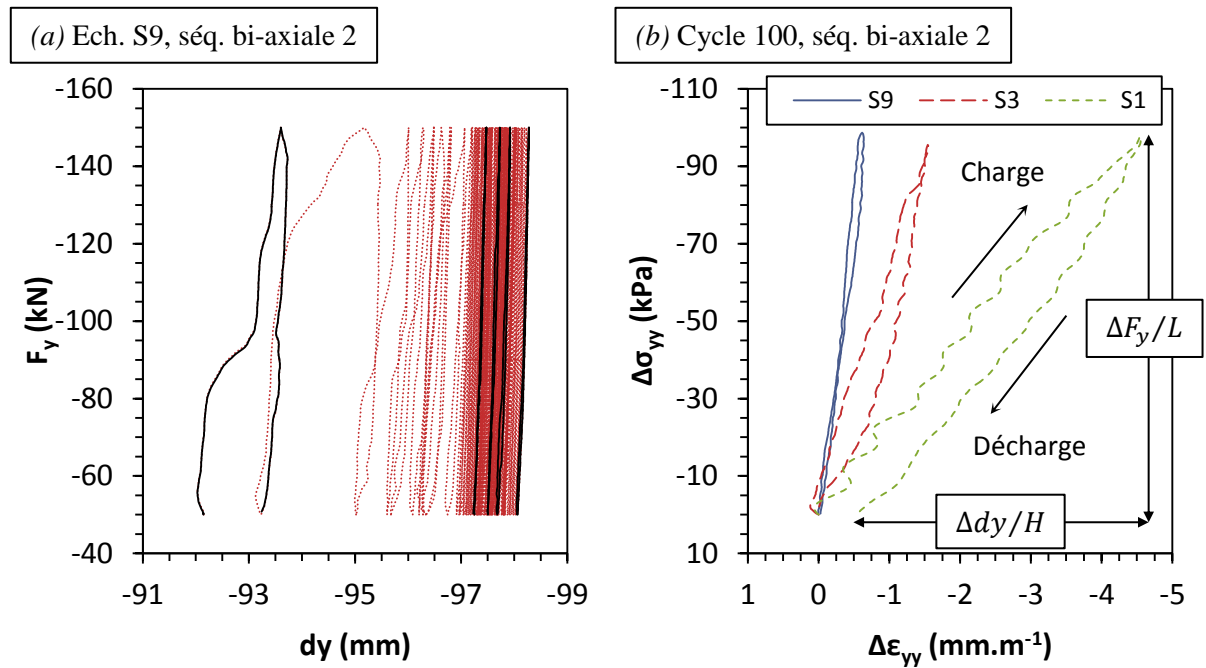 (a) Ech. S9, séq. bi-axiale 2
-160
-140
-120
-100
-80
-60
-40
F_y (kN)
-91
-93
-95
-97
-99
dy (mm)
(b) Cycle 100, séq. bi-axiale 2
S9
S3
S1
-110
-90
-70
-50
-30
-10
10
Δσ_yy (kPa)
Charge
Décharge
ΔF_y/L
Δdy/H
1
0
-1
-2
-3
-4
-5
Δε_yy (mm.m⁻¹)